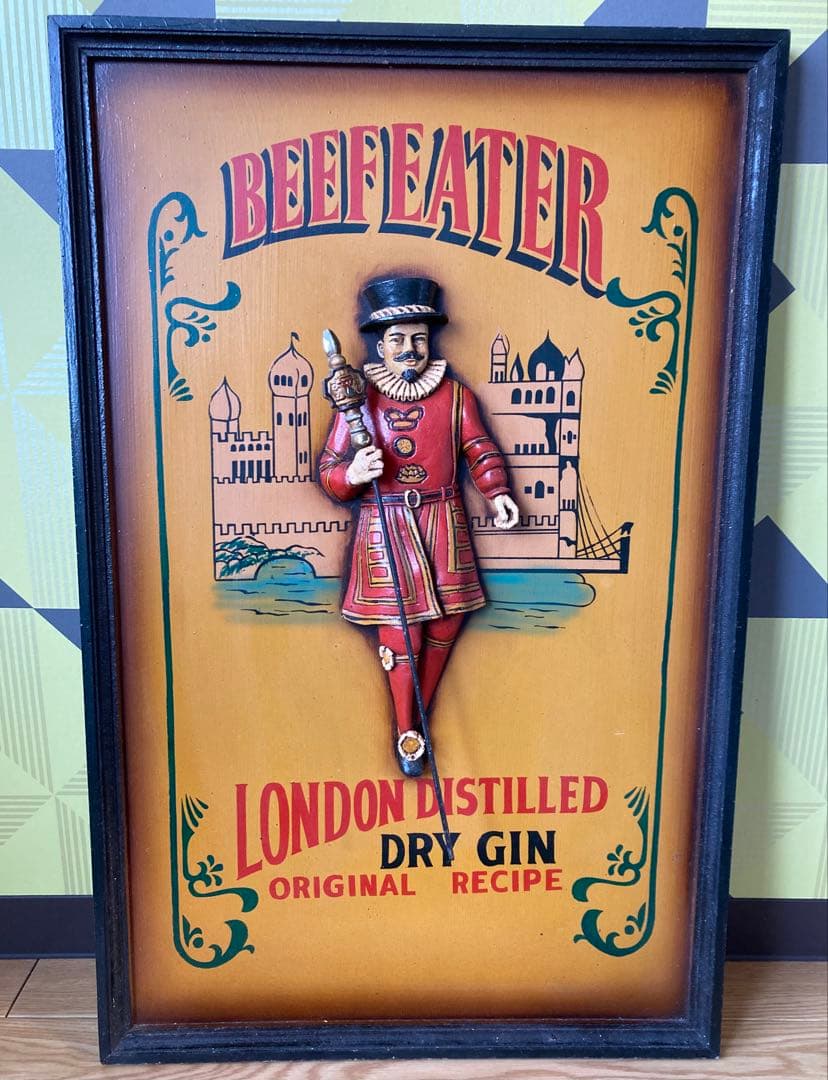 BEEFEATER
LONDON DISTILLED
DRY GIN
ORIGINAL RECIPE